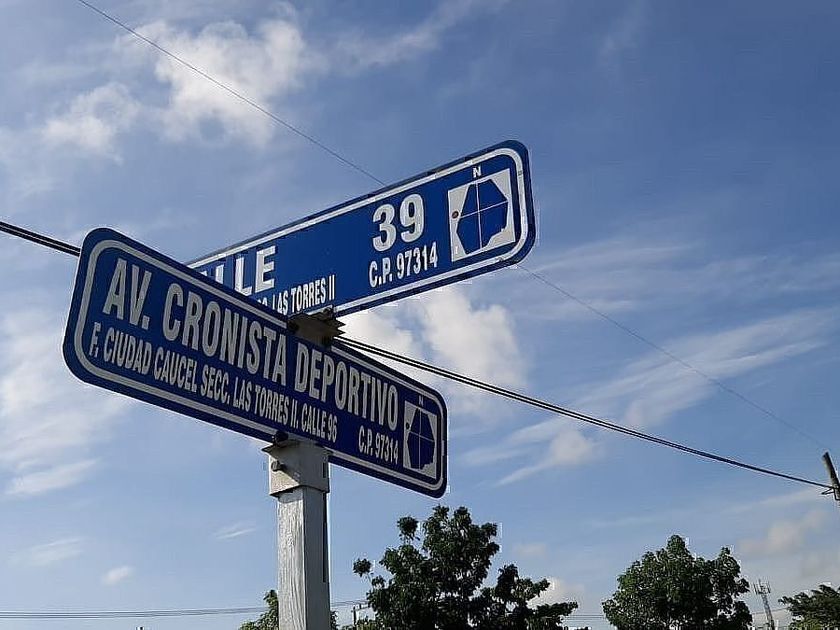 LLE 39
LAS TORRES II C.P. 97314
N
AV. CRONISTA DEPORTIVO
F. CIUDAD CAUCEL SECC. LAS TORRES II. CALLE 96
C.P. 97314
N